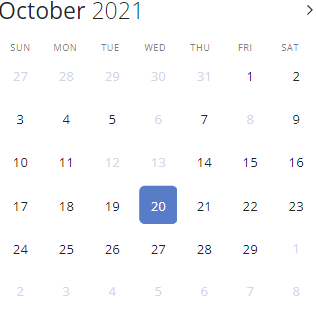 October 2021
SUN MON TUE WED THU FRI SAT
27 28 29 30 31 1 2
3 4 5 6 7 8 9
10 11 12 13 14 15 16
17 18 19 20 21 22 23
24 25 26 27 28 29 1
2 3 4 5 6 7 8